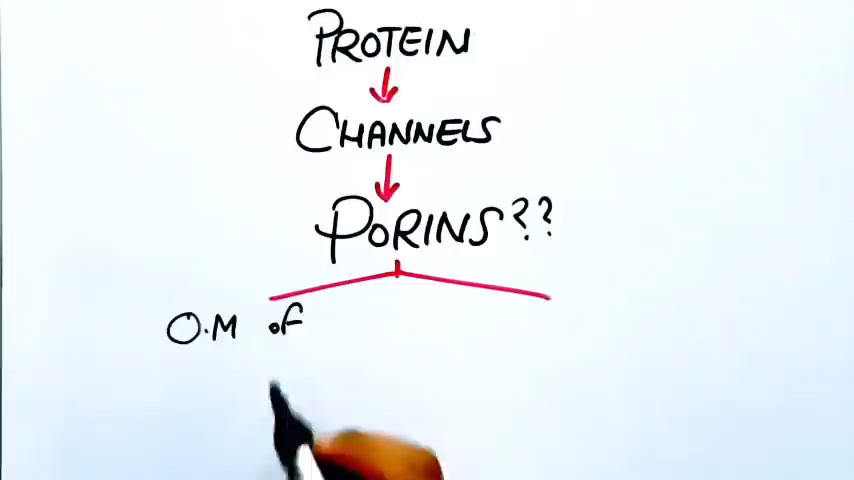 PROTEIN
CHANNELS
PORINS??
O.M of